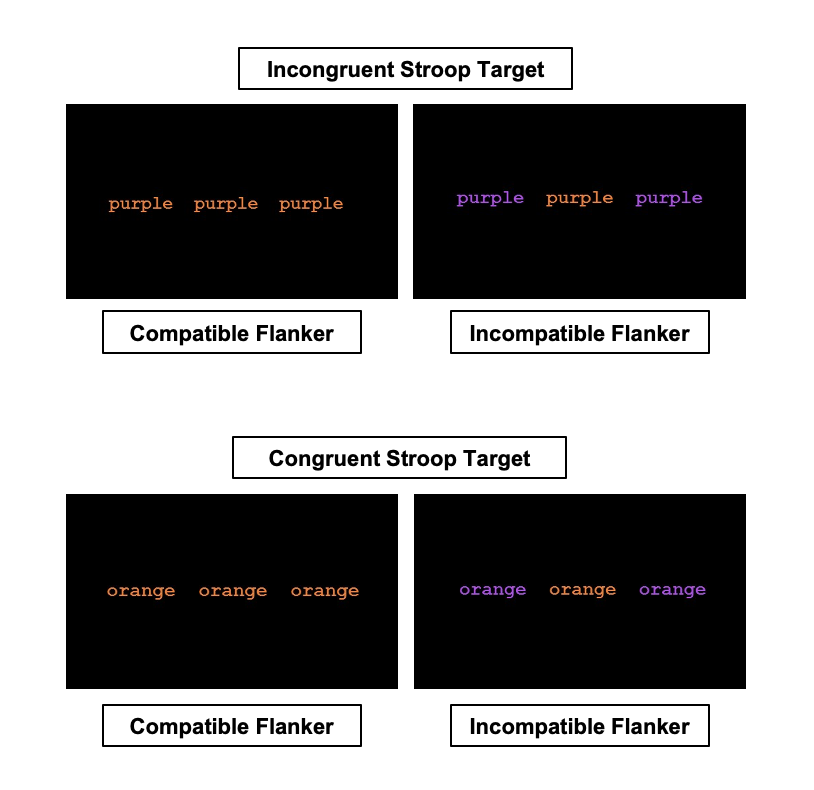 Incongruent Stroop Target
purple purple purple
purple purple purple
Compatible Flanker
Incompatible Flanker
Congruent Stroop Target
orange orange orange
orange orange orange
Compatible Flanker
Incompatible Flanker